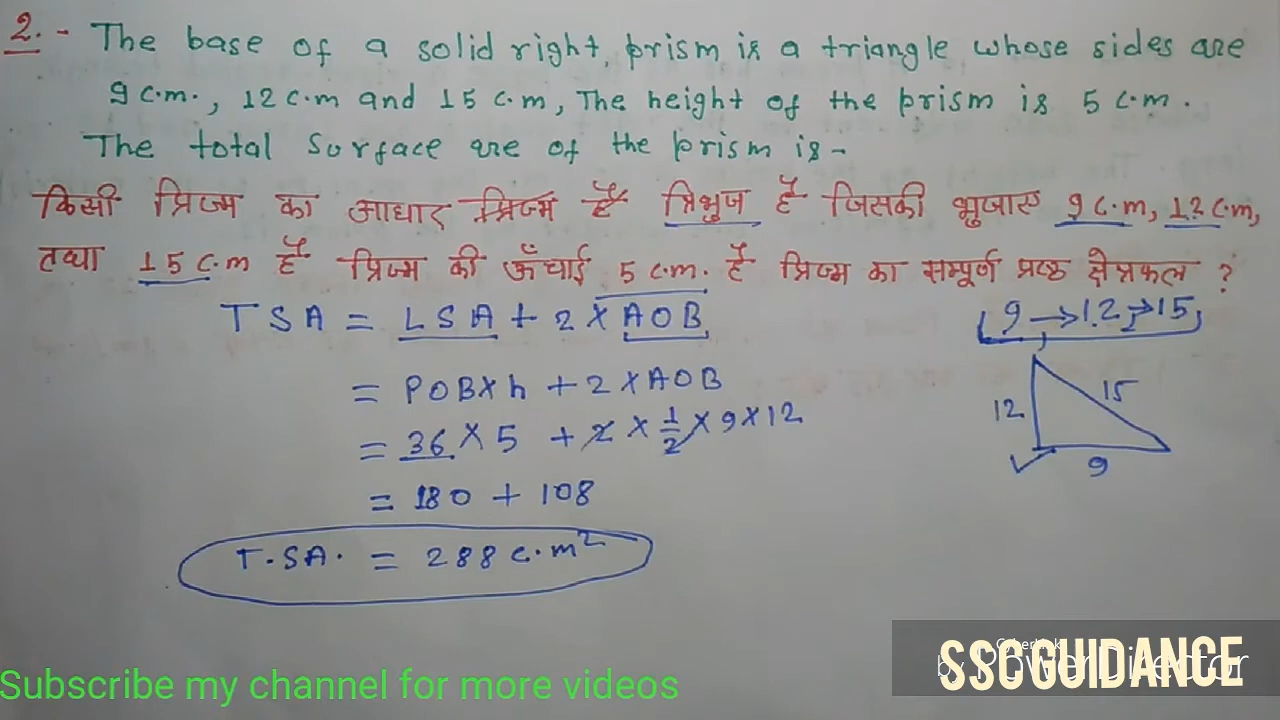 2. - The base of a solid right, prism is a triangle whose sides are
9 c.m., 12 c.m and 15 c.m, The height of the prism is 5 c.m.
The total surface are of the prism is -
किसी प्रिज्म का आधार प्रिज्म है त्रिभुज है जिसकी भुजाए 9 c.m, 12 c.m,
तथा 15 c.m है प्रिज्म की ऊँचाई 5 c.m. है प्रिज्म का सम्पूर्ण प्रष्ठ क्षेत्रफल ?
TSA = LSA + 2 × AOB
9 → 12 → 15
= POB × h + 2 × AOB
12 15
= 36 × 5 + 2 × 1/2 × 9 × 12
9
= 180 + 108
T.SA. = 288 c.m²
SSC GUIDANCE
Subscribe my channel for more videos